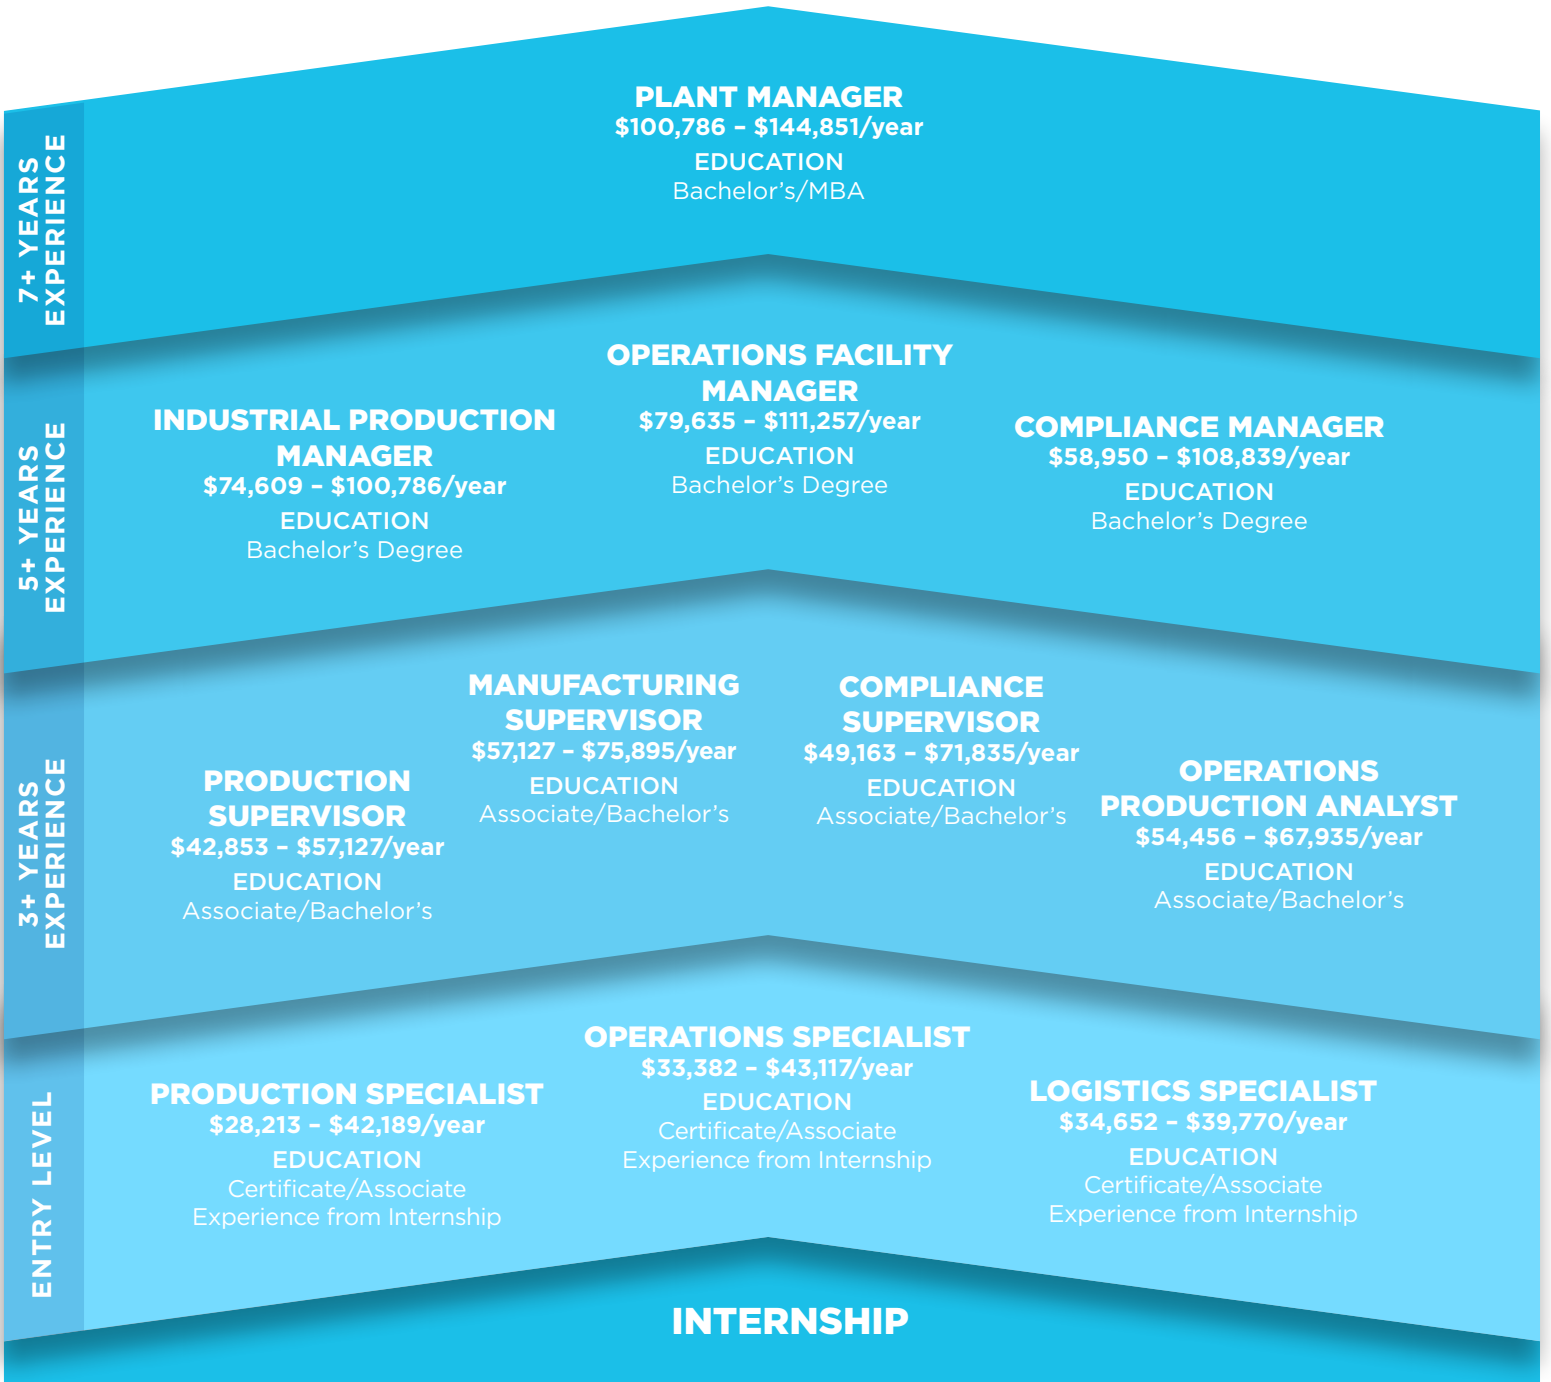 7+ YEARS
EXPERIENCE
PLANT MANAGER
$100,786 – $144,851/year
EDUCATION
Bachelor’s/MBA
5+ YEARS
EXPERIENCE
INDUSTRIAL PRODUCTION
MANAGER
$74,609 – $100,786/year
EDUCATION
Bachelor’s Degree
OPERATIONS FACILITY
MANAGER
$79,635 – $111,257/year
EDUCATION
Bachelor’s Degree
COMPLIANCE MANAGER
$58,950 – $108,839/year
EDUCATION
Bachelor’s Degree
3+ YEARS
EXPERIENCE
PRODUCTION
SUPERVISOR
$42,853 – $57,127/year
EDUCATION
Associate/Bachelor’s
MANUFACTURING
SUPERVISOR
$57,127 – $75,895/year
EDUCATION
Associate/Bachelor’s
COMPLIANCE
SUPERVISOR
$49,163 – $71,835/year
EDUCATION
Associate/Bachelor’s
OPERATIONS
PRODUCTION ANALYST
$54,456 – $67,935/year
EDUCATION
Associate/Bachelor’s
ENTRY LEVEL
PRODUCTION SPECIALIST
$28,213 – $42,189/year
EDUCATION
Certificate/Associate
Experience from Internship
OPERATIONS SPECIALIST
$33,382 – $43,117/year
EDUCATION
Certificate/Associate
Experience from Internship
LOGISTICS SPECIALIST
$34,652 – $39,770/year
EDUCATION
Certificate/Associate
Experience from Internship
INTERNSHIP